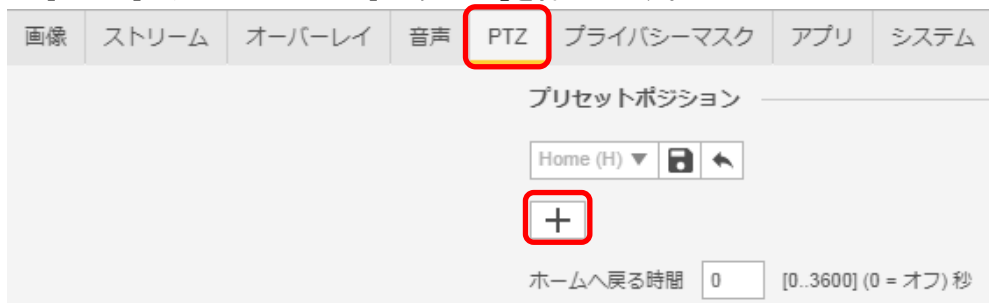 画像 ストリーム オーバーレイ 音声 PTZ プライバシーマスク アプリ システム
プリセットポジション
Home (H)
ホームへ戻る時間 0 [0..3600] (0 = オフ) 秒